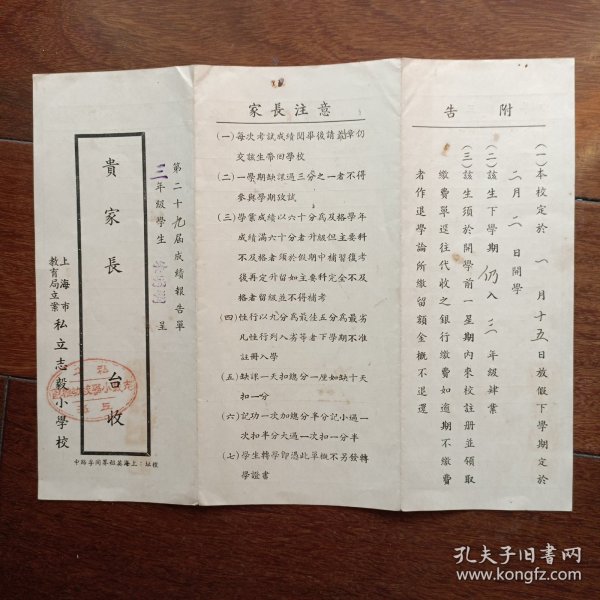 附告
(一)本校定於一月十五日放假下學期定於
二月二日開學
(二)該生下學期仍入三年級肄業
(三)該生須於開學前一星期內來校註册並領取
繳費單逕往代收之銀行繳費如逾期不繳費
者作退學論所繳留額金概不退還
家長注意
(一)每次考試成績閱畢後請蓋章仍
交該生帶回學校
(二)一學期缺課過三分之一者不得
參與學期攷試
(三)學業成績以六十分爲及格學年
成績滿六十分者升級但主要科
不及格者須於假期中補習復考
後再定升留如主要科完全不及
格者留級並不得補考
(四)性行以九分爲最佳五分爲最劣
凡性行列入劣等者下學期不准
註冊入學
(五)缺課一天扣總分一厘如缺十天
扣一分
(六)記功一次加總分半分記小過一
次扣半分大過一次扣一分半
(七)學生轉學即憑此單概不另發轉
學證書
第二十九屆成績報告單
三年級學生 呈
貴家長台收
上海市
教育局立案
私立志毅小學校
校址:上海
孔夫子旧书网
www.kongfz.com